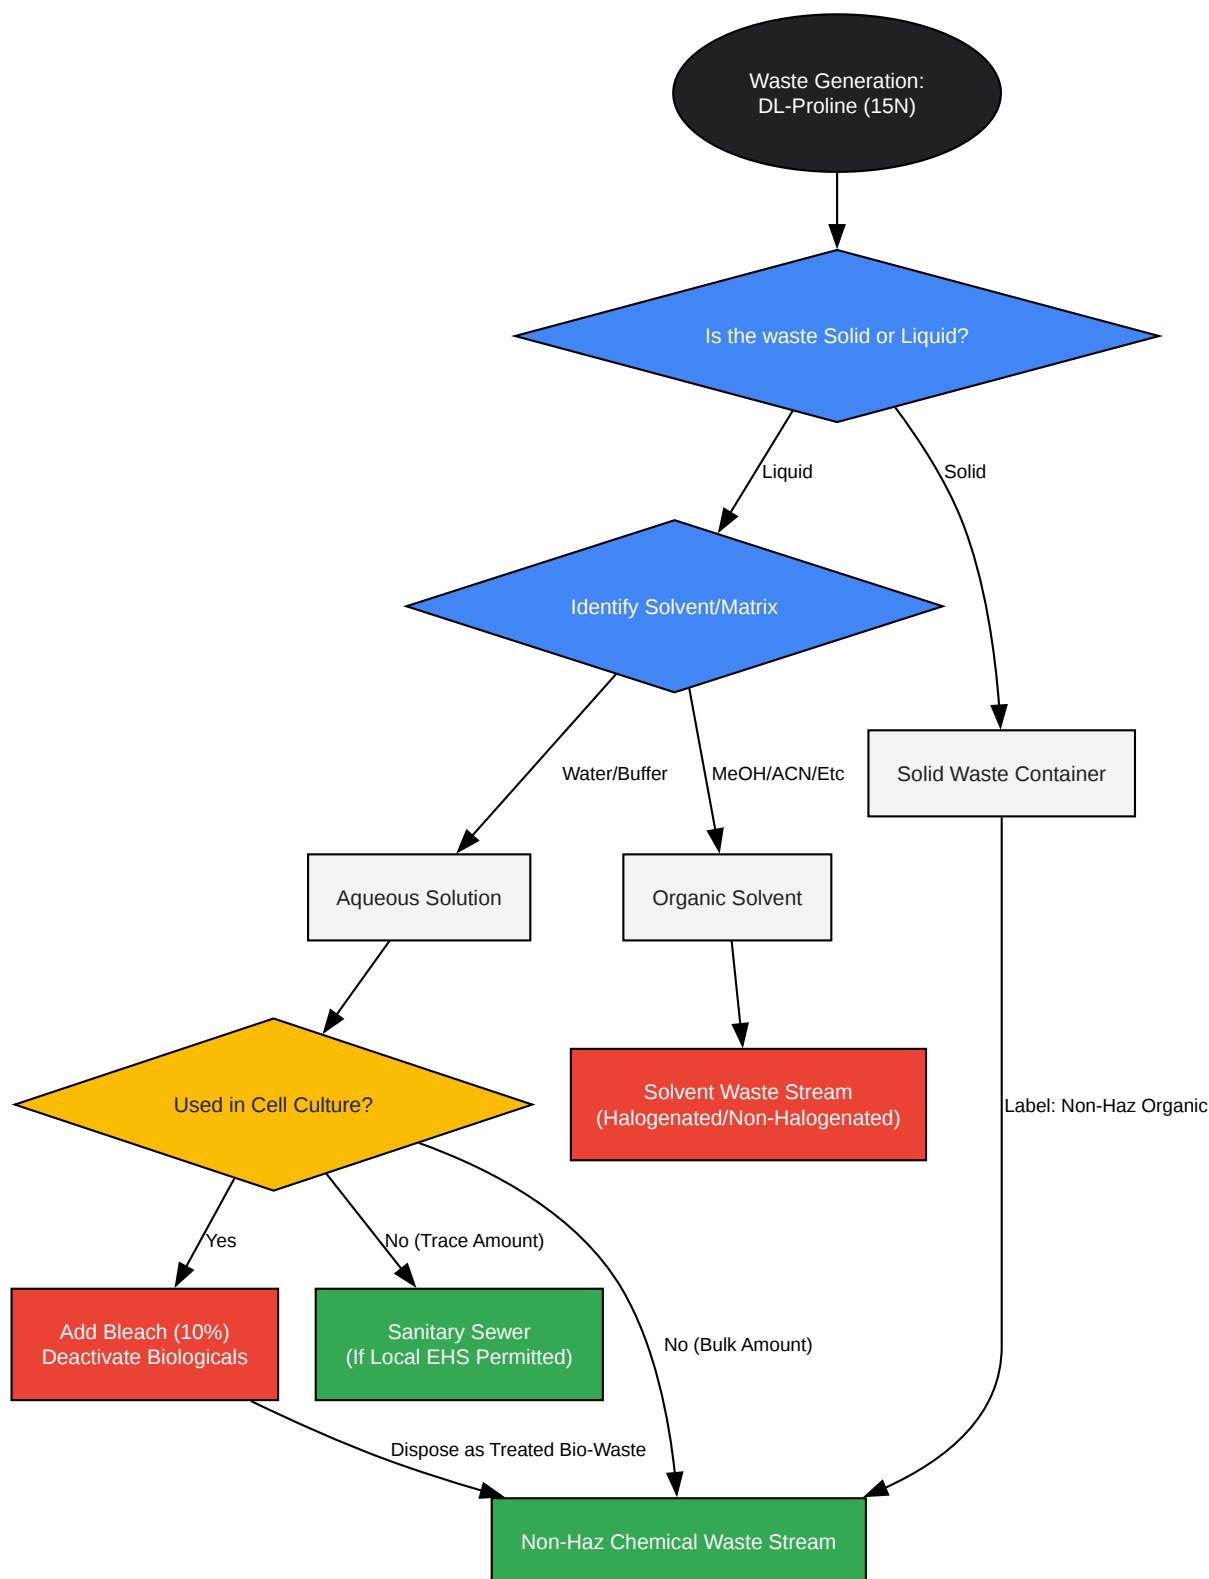 Waste Generation:
DL-Proline (15N)
Is the waste Solid or Liquid?
Liquid
Solid
Identify Solvent/Matrix
Water/Buffer
MeOH/ACN/Etc
Solid Waste Container
Aqueous Solution
Organic Solvent
Used in Cell Culture?
Solvent Waste Stream
(Halogenated/Non-Halogenated)
Label: Non-Haz Organic
Yes
No (Trace Amount)
Add Bleach (10%)
Deactivate Biologicals
Sanitary Sewer
(If Local EHS Permitted)
No (Bulk Amount)
Dispose as Treated Bio-Waste
Non-Haz Chemical Waste Stream